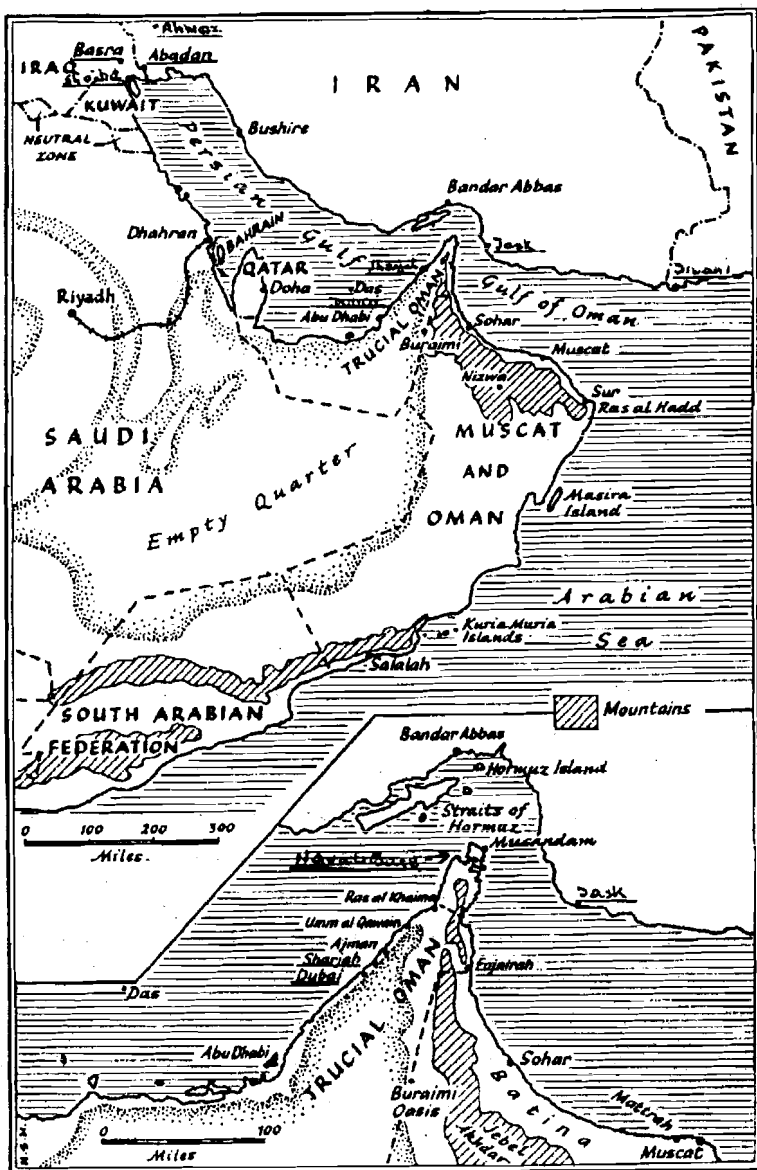 Ahwaz
Basra
Abadan
IRAQ
KUWAIT
NEUTRAL
ZONE
IRAN
PAKISTAN
Bushire
Persian
Gulf
Bandar Abbas
Dhahran
BAHRAIN
Jask
Jiwani
QATAR
Doha
Das
Riyadh
Abu Dhabi
TRUCIAL OMAN
Gulf of Oman
Buraimi
Sohar
Muscat
Nizwa
Sur
Ras al Hadd
SAUDI
ARABIA
MUSCAT
AND
OMAN
Empty Quarter
Masira
Island
Arabian
Sea
Kuria Muria
Islands
Salalah
SOUTH ARABIAN
FEDERATION
Mountains
0 100 200 300
Miles.
Bandar Abbas
Hormuz Island
Straits of
Hormuz
Musandam
Jask
Ras al Khaima
Umm al Qawain
Ajman
Sharjah
Dubai
Fujairah
Das
TRUCIAL OMAN
Abu Dhabi
Sohar
Buraimi
Oasis
Batina
Matrah
Jebel
Akhdar
Muscat
0 100
Miles
N.S.H.